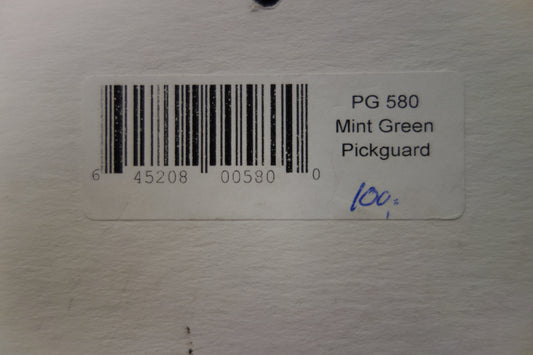 PG 580
Mint Green
Pickguard
6 45208 00580 0
100,-